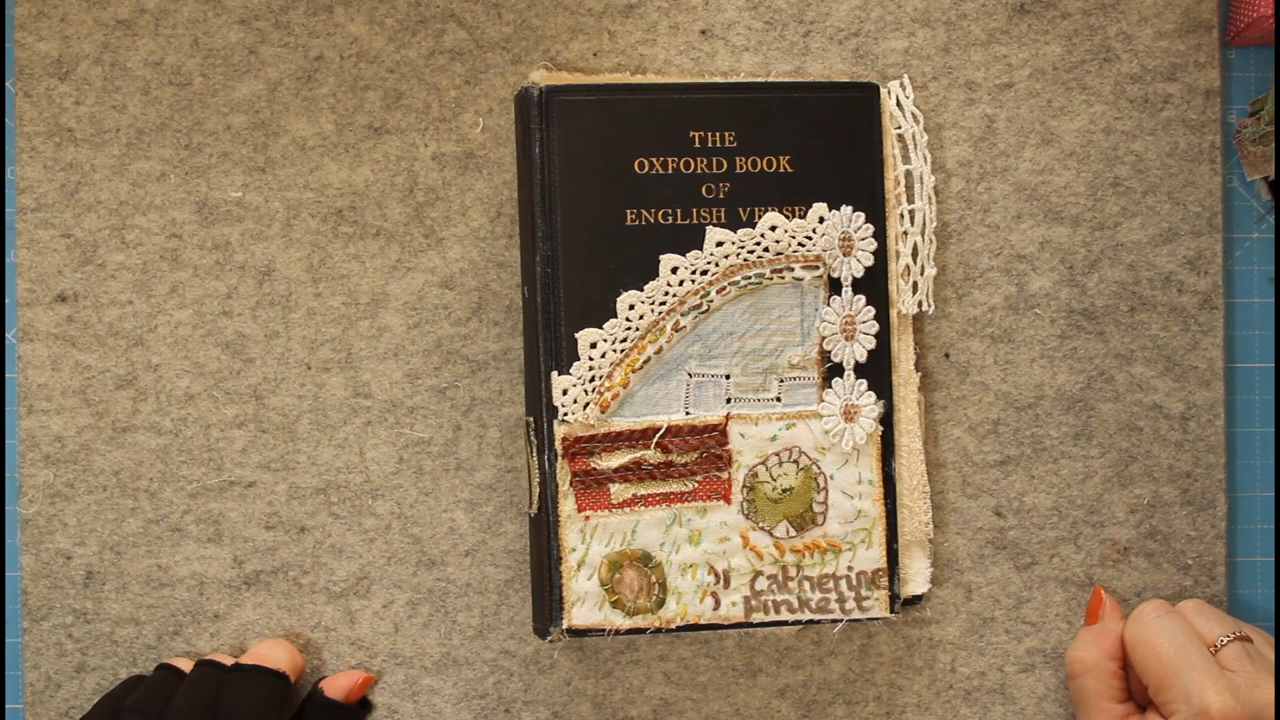 THE
OXFORD BOOK
OF
ENGLISH VERSE
Catherine
Pinkett